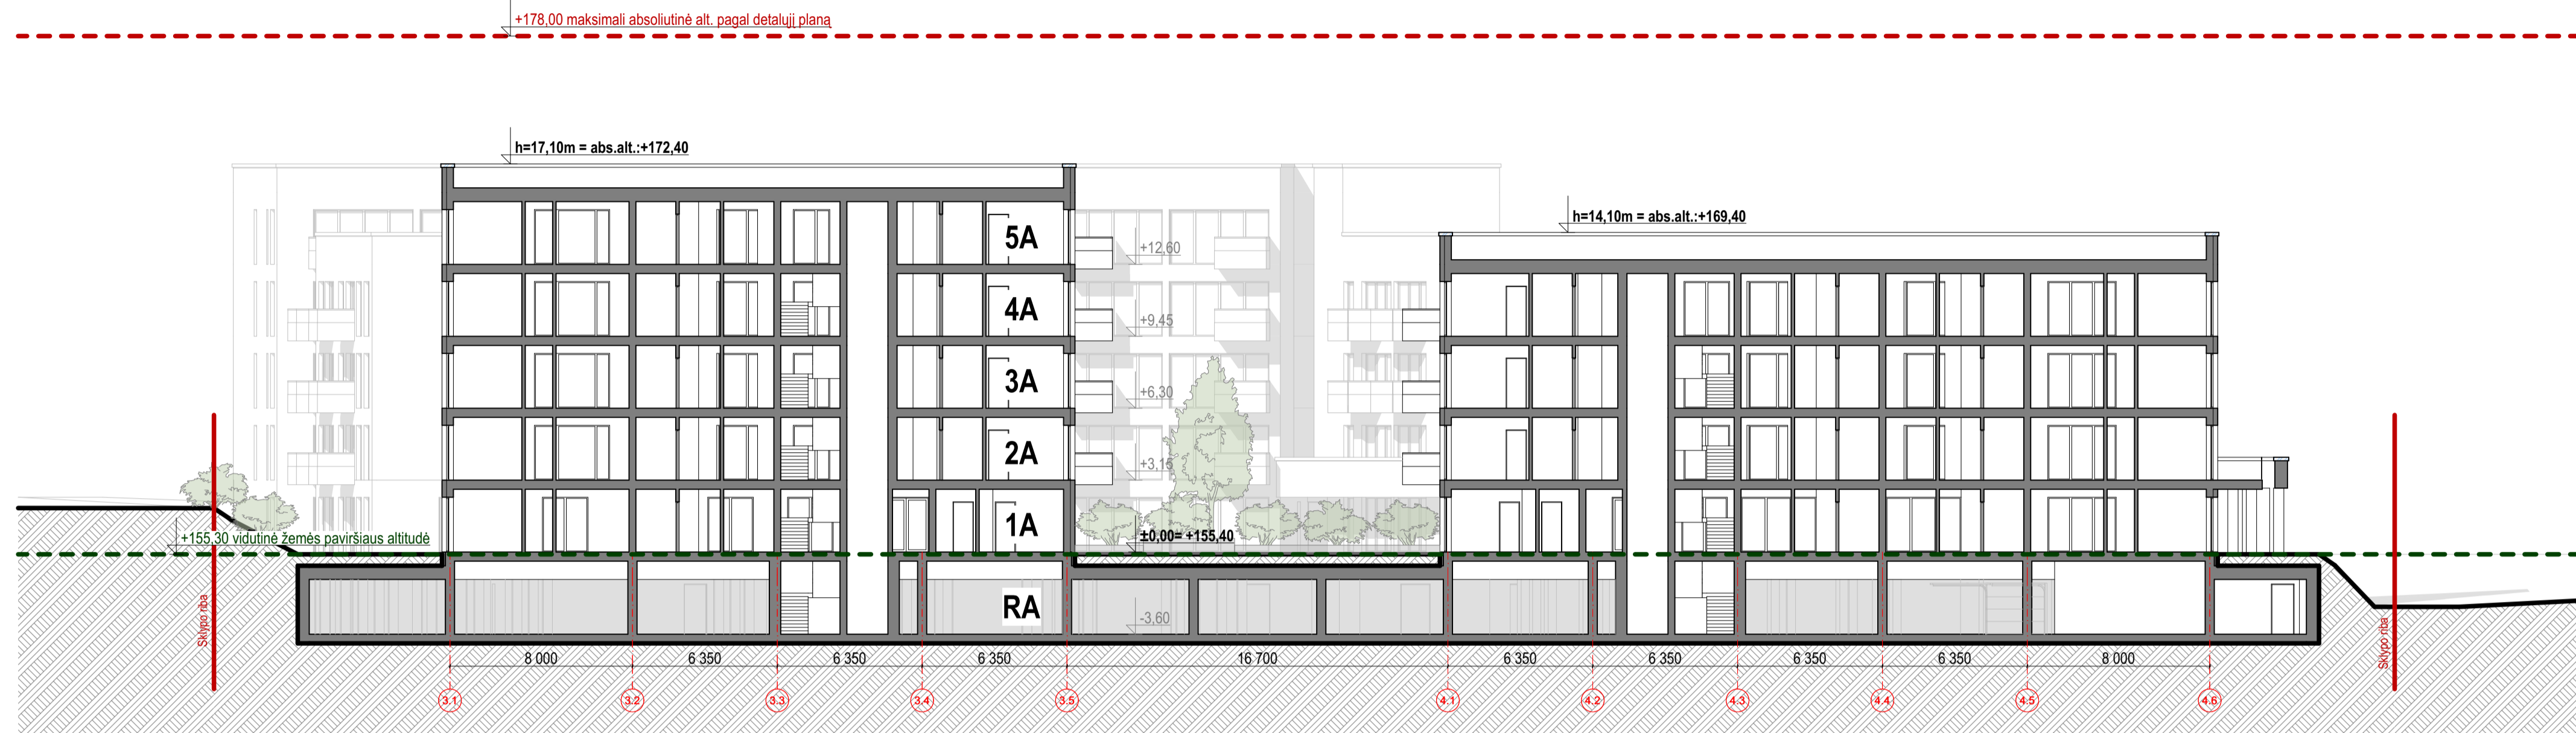 +178,00 maksimali absoliutinė alt. pagal detalųjį planą
h=17,10m = abs.alt.:+172,40
h=14,10m = abs.alt.:+169,40
5A
+12,60
4A
+9,45
3A
+6,30
2A
+3,15
1A
+155,30 vidutinė žemės paviršiaus altitudė
±0,00= +155,40
RA
-3,60
Sklypo riba
Sklypo riba
8 000
6 350
6 350
6 350
16 700
6 350
6 350
6 350
6 350
8 000
3.1
3.2
3.3
3.4
3.5
4.1
4.2
4.3
4.4
4.5
4.6